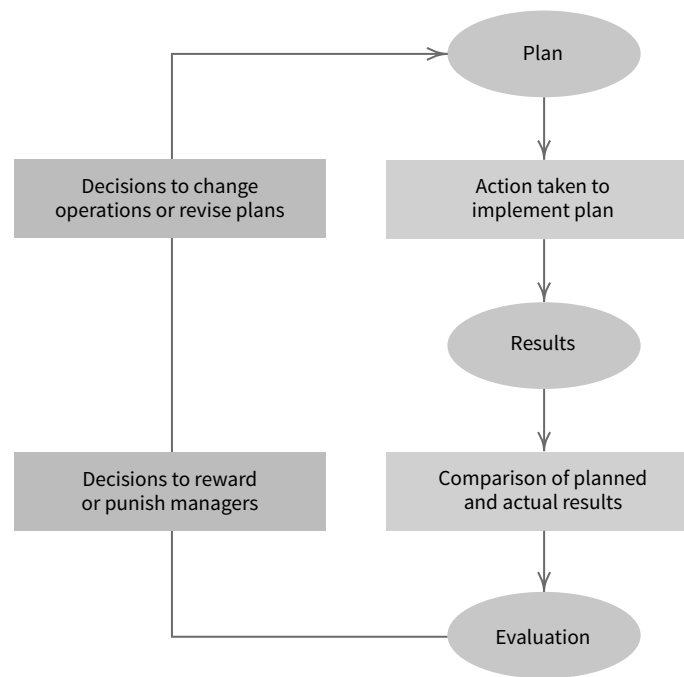 Plan
Decisions to change
operations or revise plans
Action taken to
implement plan
Results
Decisions to reward
or punish managers
Comparison of planned
and actual results
Evaluation